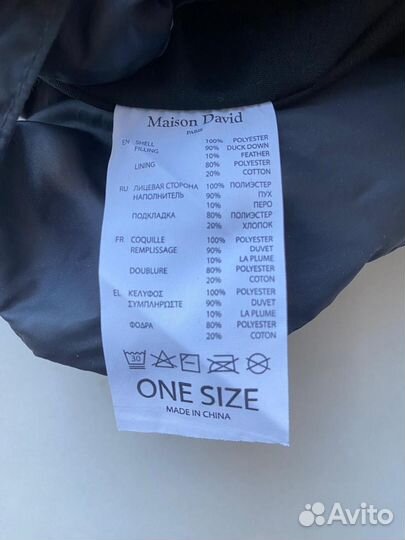 Maison David
PARIS
EN SHELL 100% POLYESTER
FILLING 90% DUCK DOWN
10% FEATHER
LINING 80% POLYESTER
20% COTTON
RU ЛИЦЕВАЯ СТОРОНА 100% ПОЛИЭСТЕР
НАПОЛНИТЕЛЬ 90% ПУХ
10% ПЕРО
ПОДКЛАДКА 80% ПОЛИЭСТЕР
20% ХЛОПОК
FR COQUILLE 100% POLYESTER
REMPLISSAGE 90% DUVET
10% LA PLUME
DOUBLURE 80% POLYESTER
20% COTON
EL ΚΕΛΥΦΟΣ 100% POLYESTER
ΣΥΜΠΛΗΡΩΣΤΕ 90% DUVET
10% LA PLUME
ΦΟΔΡΑ 80% POLYESTER
20% COTON
30
ONE SIZE
MADE IN CHINA
Avito